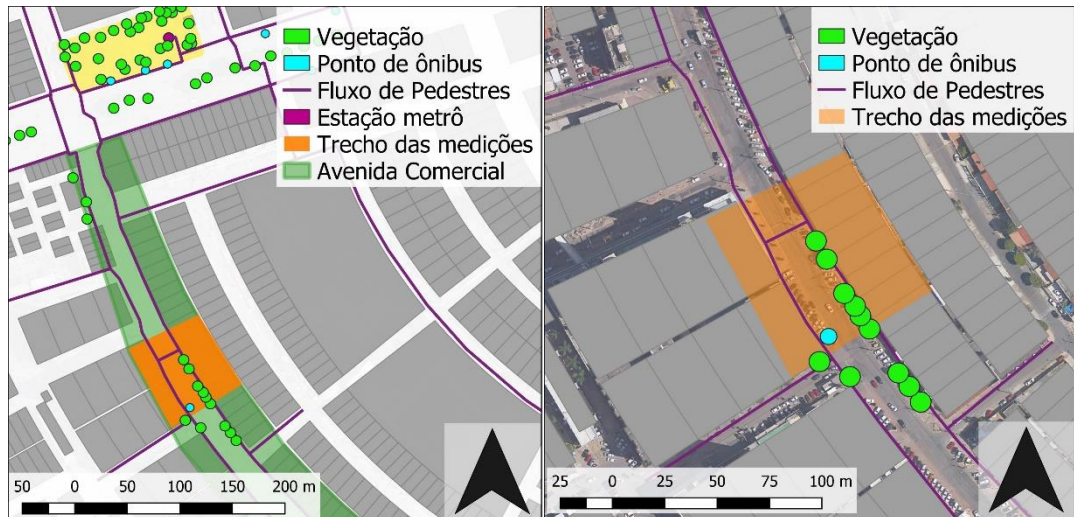 Vegetação
Ponto de ônibus
Fluxo de Pedestres
Estação metrô
Trecho das medições
Avenida Comercial
50 0 50 100 150 200 m
Vegetação
Ponto de ônibus
Fluxo de Pedestres
Trecho das medições
25 0 25 50 75 100 m